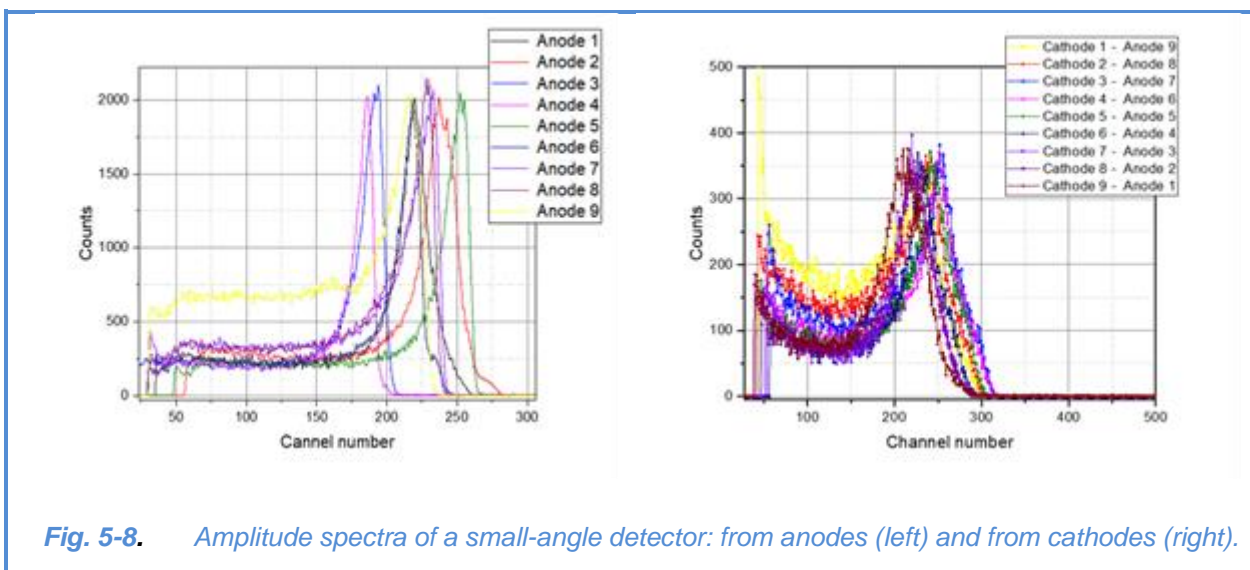 Anode 1
Anode 2
Anode 3
Anode 4
Anode 5
Anode 6
Anode 7
Anode 8
Anode 9
2000
1500
1000
500
0
Counts
50 100 150 200 250 300
Cannel number
Cathode 1 - Anode 9
Cathode 2 - Anode 8
Cathode 3 - Anode 7
Cathode 4 - Anode 6
Cathode 5 - Anode 5
Cathode 6 - Anode 4
Cathode 7 - Anode 3
Cathode 8 - Anode 2
Cathode 9 - Anode 1
500
400
300
200
100
0
Counts
100 200 300 400 500
Channel number
Fig. 5-8. Amplitude spectra of a small-angle detector: from anodes (left) and from cathodes (right).